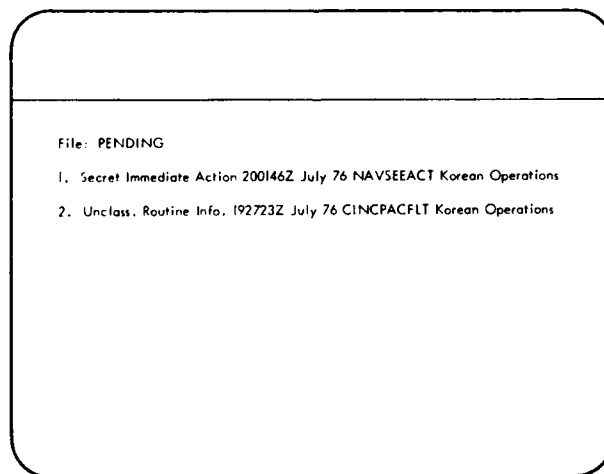 File: PENDING
1. Secret Immediate Action 200146Z July 76 NAVSEEACT Korean Operations
2. Unclass. Routine Info. 192723Z July 76 CINCPACFLT Korean Operations